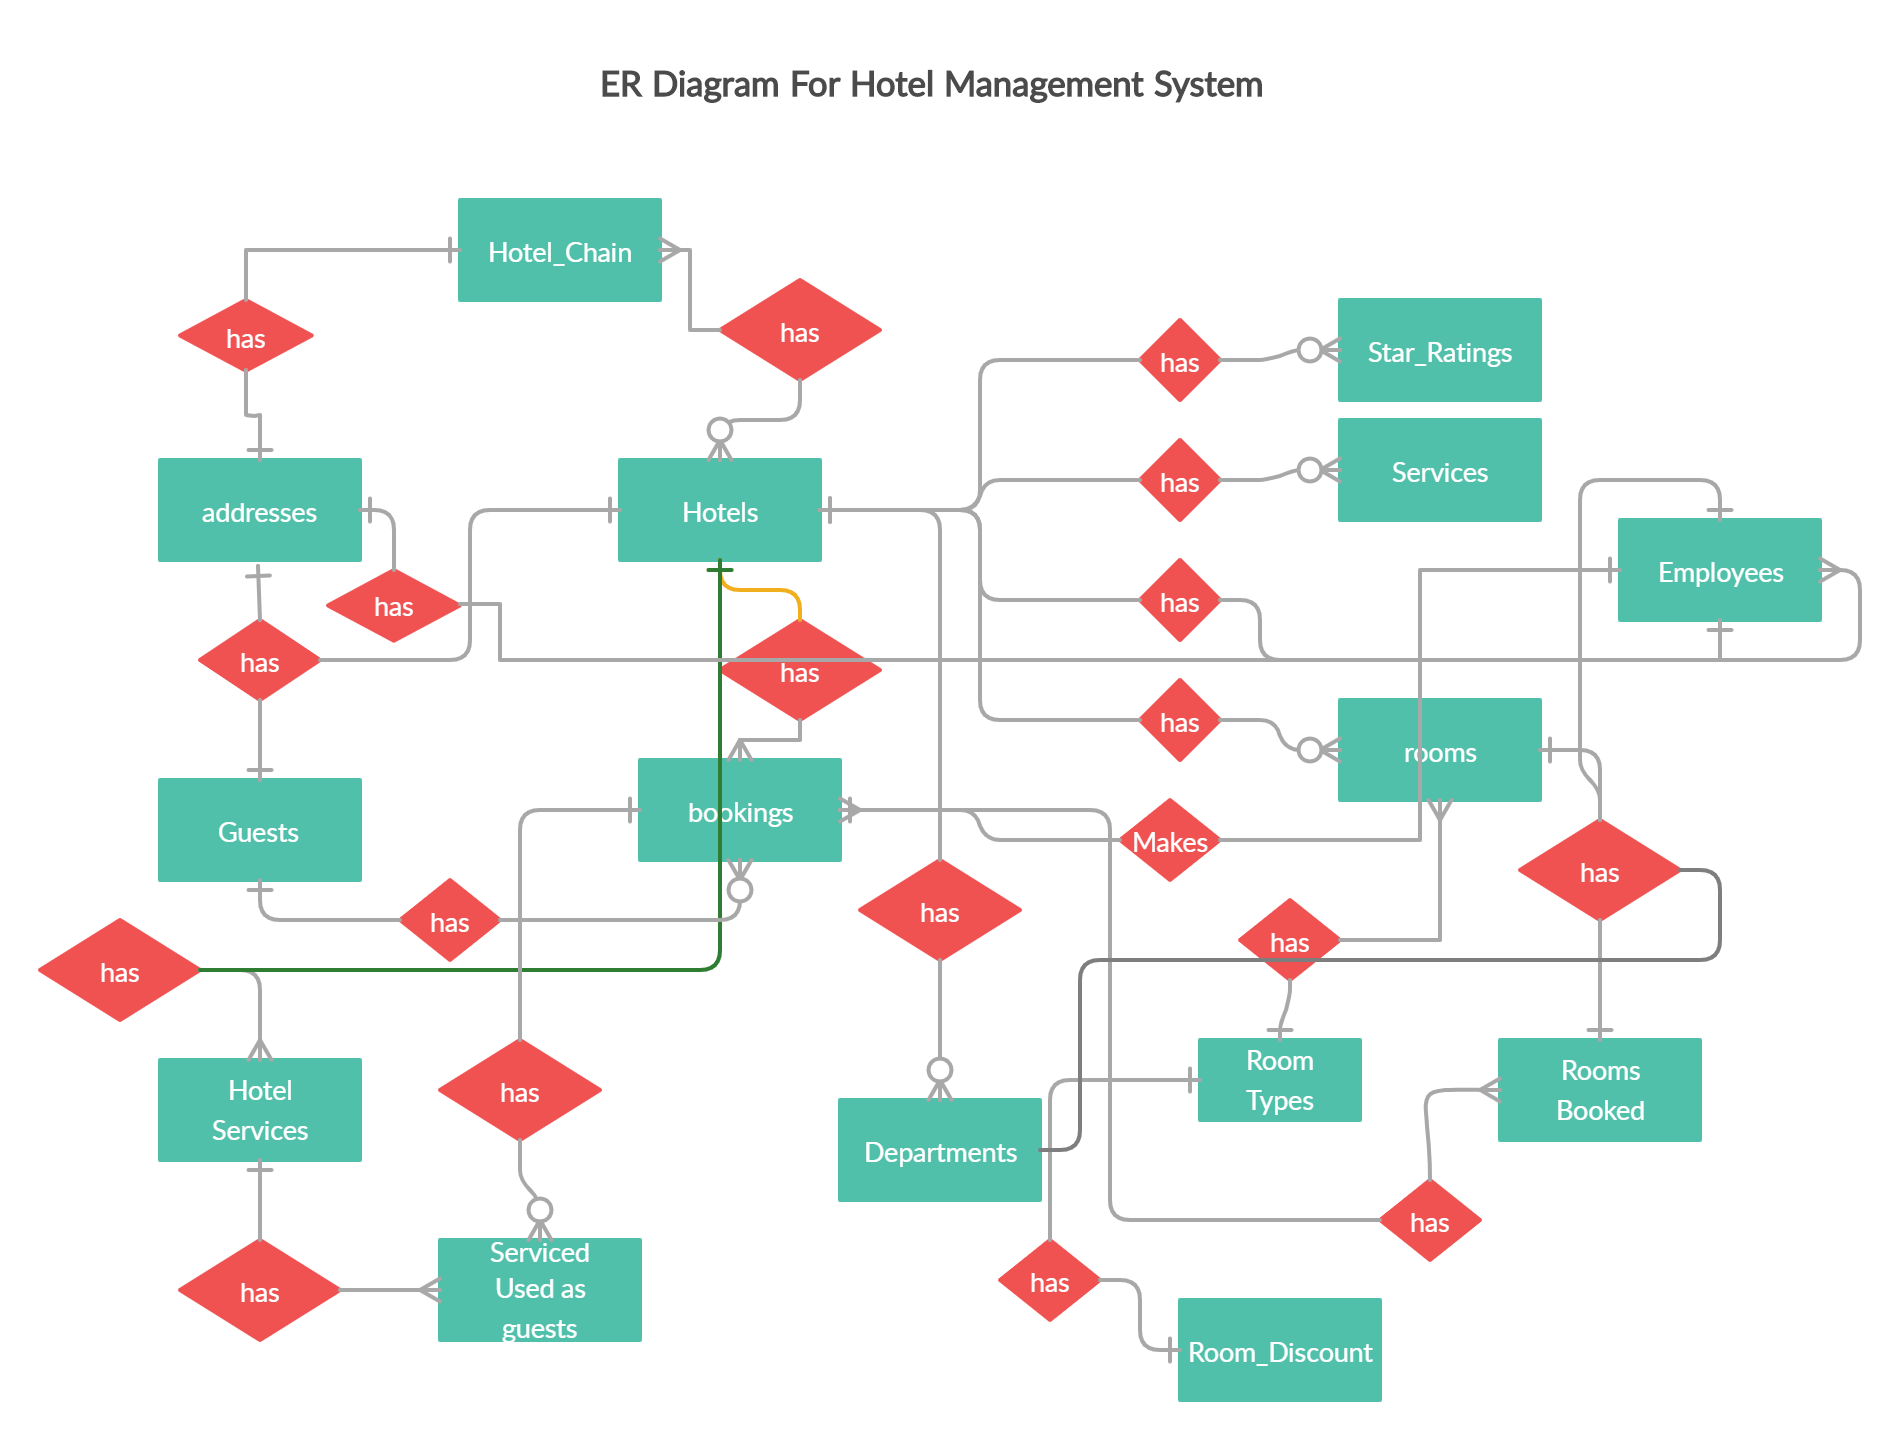 ER Diagram For Hotel Management System
Hotel_Chain
has
has
Star_Ratings
has
has
Services
has
addresses
Hotels
Employees
has
has
has
has
has
rooms
bookings
Guests
Makes
has
has
has
has
has
Hotel
Services
has
Room
Types
Rooms
Booked
Departments
has
Serviced
Used as
guests
has
has
Room_Discount